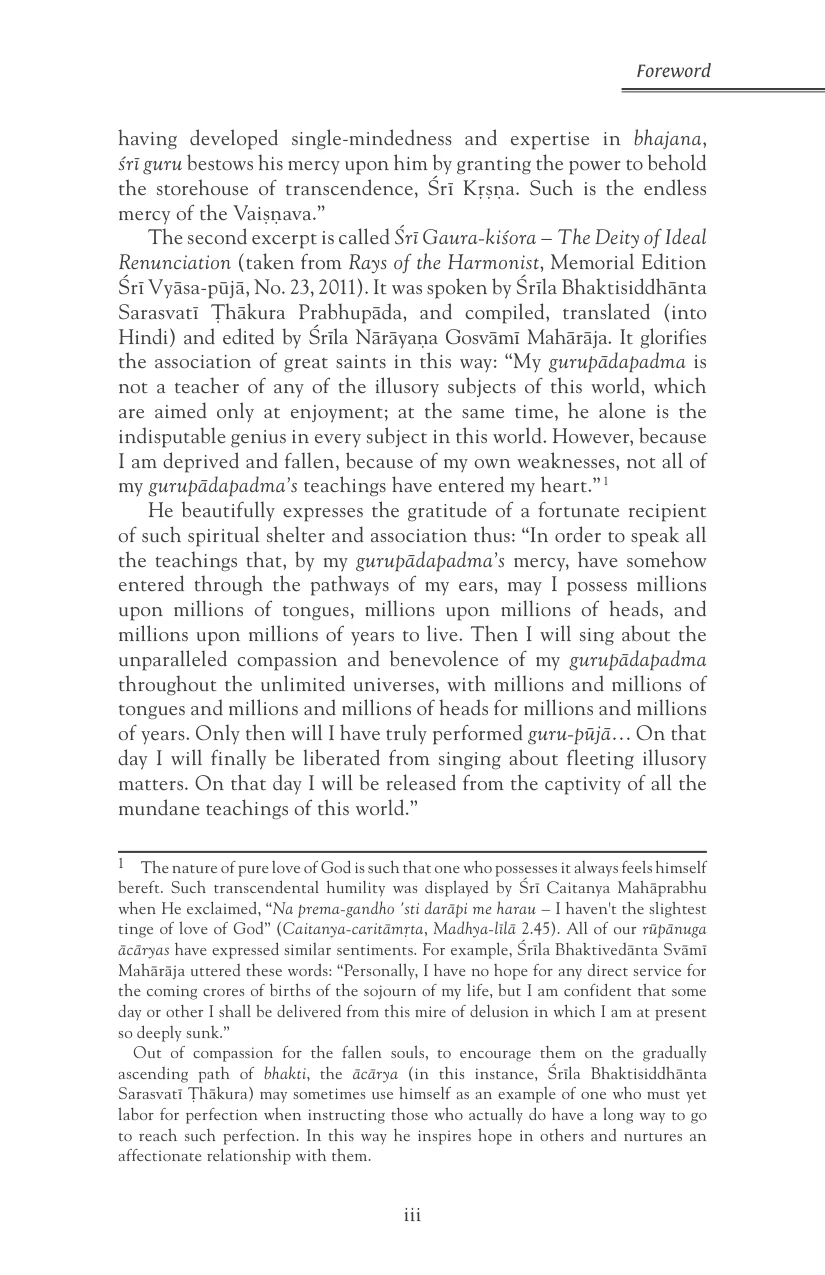 Foreword
having developed single-mindedness and expertise in bhajana,
śrī guru bestows his mercy upon him by granting the power to behold
the storehouse of transcendence, Śrī Kṛṣṇa. Such is the endless
mercy of the Vaiṣṇava.”
The second excerpt is called Śrī Gaura-kiśora – The Deity of Ideal
Renunciation (taken from Rays of the Harmonist, Memorial Edition
Śrī Vyāsa-pūjā, No. 23, 2011). It was spoken by Śrīla Bhaktisiddhānta
Sarasvatī Ṭhākura Prabhupāda, and compiled, translated (into
Hindi) and edited by Śrīla Nārāyaṇa Gosvāmī Mahārāja. It glorifies
the association of great saints in this way: “My gurupādapadma is
not a teacher of any of the illusory subjects of this world, which
are aimed only at enjoyment; at the same time, he alone is the
indisputable genius in every subject in this world. However, because
I am deprived and fallen, because of my own weaknesses, not all of
my gurupādapadma’s teachings have entered my heart.” 1
He beautifully expresses the gratitude of a fortunate recipient
of such spiritual shelter and association thus: “In order to speak all
the teachings that, by my gurupādapadma’s mercy, have somehow
entered through the pathways of my ears, may I possess millions
upon millions of tongues, millions upon millions of heads, and
millions upon millions of years to live. Then I will sing about the
unparalleled compassion and benevolence of my gurupādapadma
throughout the unlimited universes, with millions and millions of
tongues and millions and millions of heads for millions and millions
of years. Only then will I have truly performed guru-pūjā… On that
day I will finally be liberated from singing about fleeting illusory
matters. On that day I will be released from the captivity of all the
mundane teachings of this world.”
1 The nature of pure love of God is such that one who possesses it always feels himself
bereft. Such transcendental humility was displayed by Śrī Caitanya Mahāprabhu
when He exclaimed, “Na prema-gandho 'sti darāpi me harau – I haven't the slightest
tinge of love of God” (Caitanya-caritāmṛta, Madhya-līlā 2.45). All of our rūpānuga
ācāryas have expressed similar sentiments. For example, Śrīla Bhaktivedānta Svāmī
Mahārāja uttered these words: “Personally, I have no hope for any direct service for
the coming crores of births of the sojourn of my life, but I am confident that some
day or other I shall be delivered from this mire of delusion in which I am at present
so deeply sunk.”
Out of compassion for the fallen souls, to encourage them on the gradually
ascending path of bhakti, the ācārya (in this instance, Śrīla Bhaktisiddhānta
Sarasvatī Ṭhākura) may sometimes use himself as an example of one who must yet
labor for perfection when instructing those who actually do have a long way to go
to reach such perfection. In this way he inspires hope in others and nurtures an
affectionate relationship with them.
iii